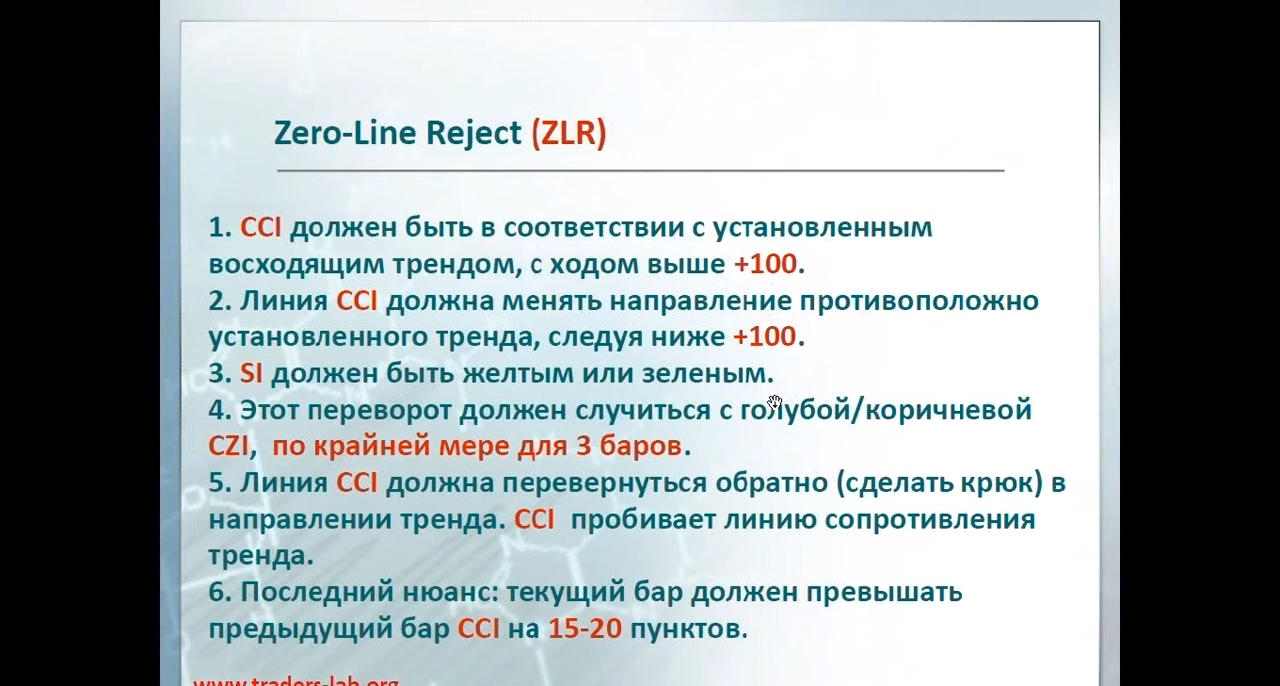 Zero-Line Reject (ZLR)
1. CCI должен быть в соответствии с установленным
восходящим трендом, с ходом выше +100.
2. Линия CCI должна менять направление противоположно
установленного тренда, следуя ниже +100.
3. SI должен быть желтым или зеленым.
4. Этот переворот должен случиться с голубой/коричневой
CZI, по крайней мере для 3 баров.
5. Линия CCI должна перевернуться обратно (сделать крюк) в
направлении тренда. CCI пробивает линию сопротивления
тренда.
6. Последний нюанс: текущий бар должен превышать
предыдущий бар CCI на 15-20 пунктов.
www.traders-lab.org